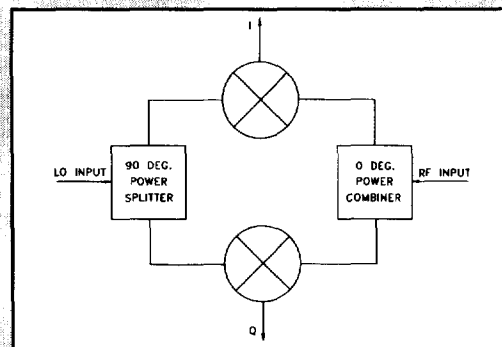 I
LO INPUT
90 DEG.
POWER
SPLITTER
0 DEG.
POWER
COMBINER
RF INPUT
Q